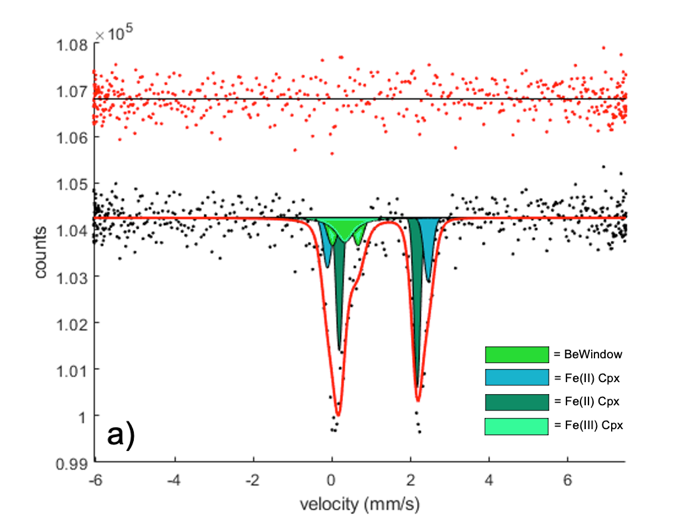 ×10⁵
1.08
1.07
1.06
1.05
1.04
1.03
1.02
1.01
1
0.99
counts
-6 -4 -2 0 2 4 6
velocity (mm/s)
a)
= BeWindow
= Fe(II) Cpx
= Fe(II) Cpx
= Fe(III) Cpx